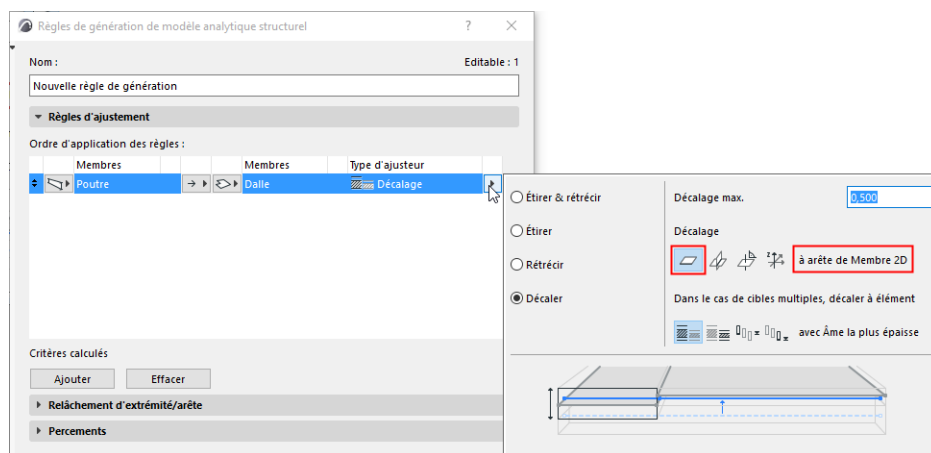 Règles de génération de modèle analytique structurel ?
Nom : Editable : 1
Nouvelle règle de génération
Règles d'ajustement
Ordre d'application des règles :
Membres Membres Type d'ajusteur
Poutre Dalle Décalage
Étirer & rétrécir
Étirer
Rétrécir
Décaler
Décalage max. 0,500
Décalage
à arête de Membre 2D
Dans le cas de cibles multiples, décaler à élément
avec Âme la plus épaisse
Critères calculés
Ajouter Effacer
Relâchement d'extrémité/arête
Percements